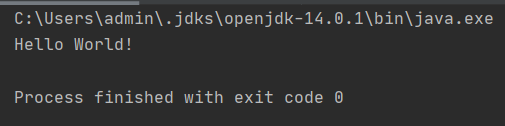 C:\Users\admin\.jdks\openjdk-14.0.1\bin\java.exe
Hello World!
Process finished with exit code 0